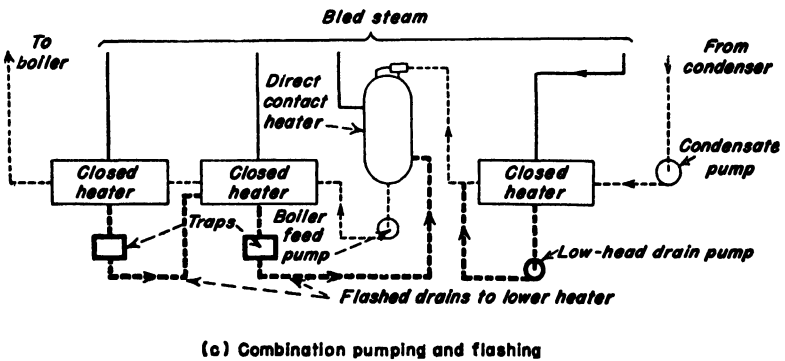 Bled steam
To
boiler
From
condenser
Direct
contact
heater
Condensate
pump
Closed
heater
Closed
heater
Closed
heater
Traps
Boiler
feed
pump
Low-head drain pump
Flashed drains to lower heater
(c) Combination pumping and flashing